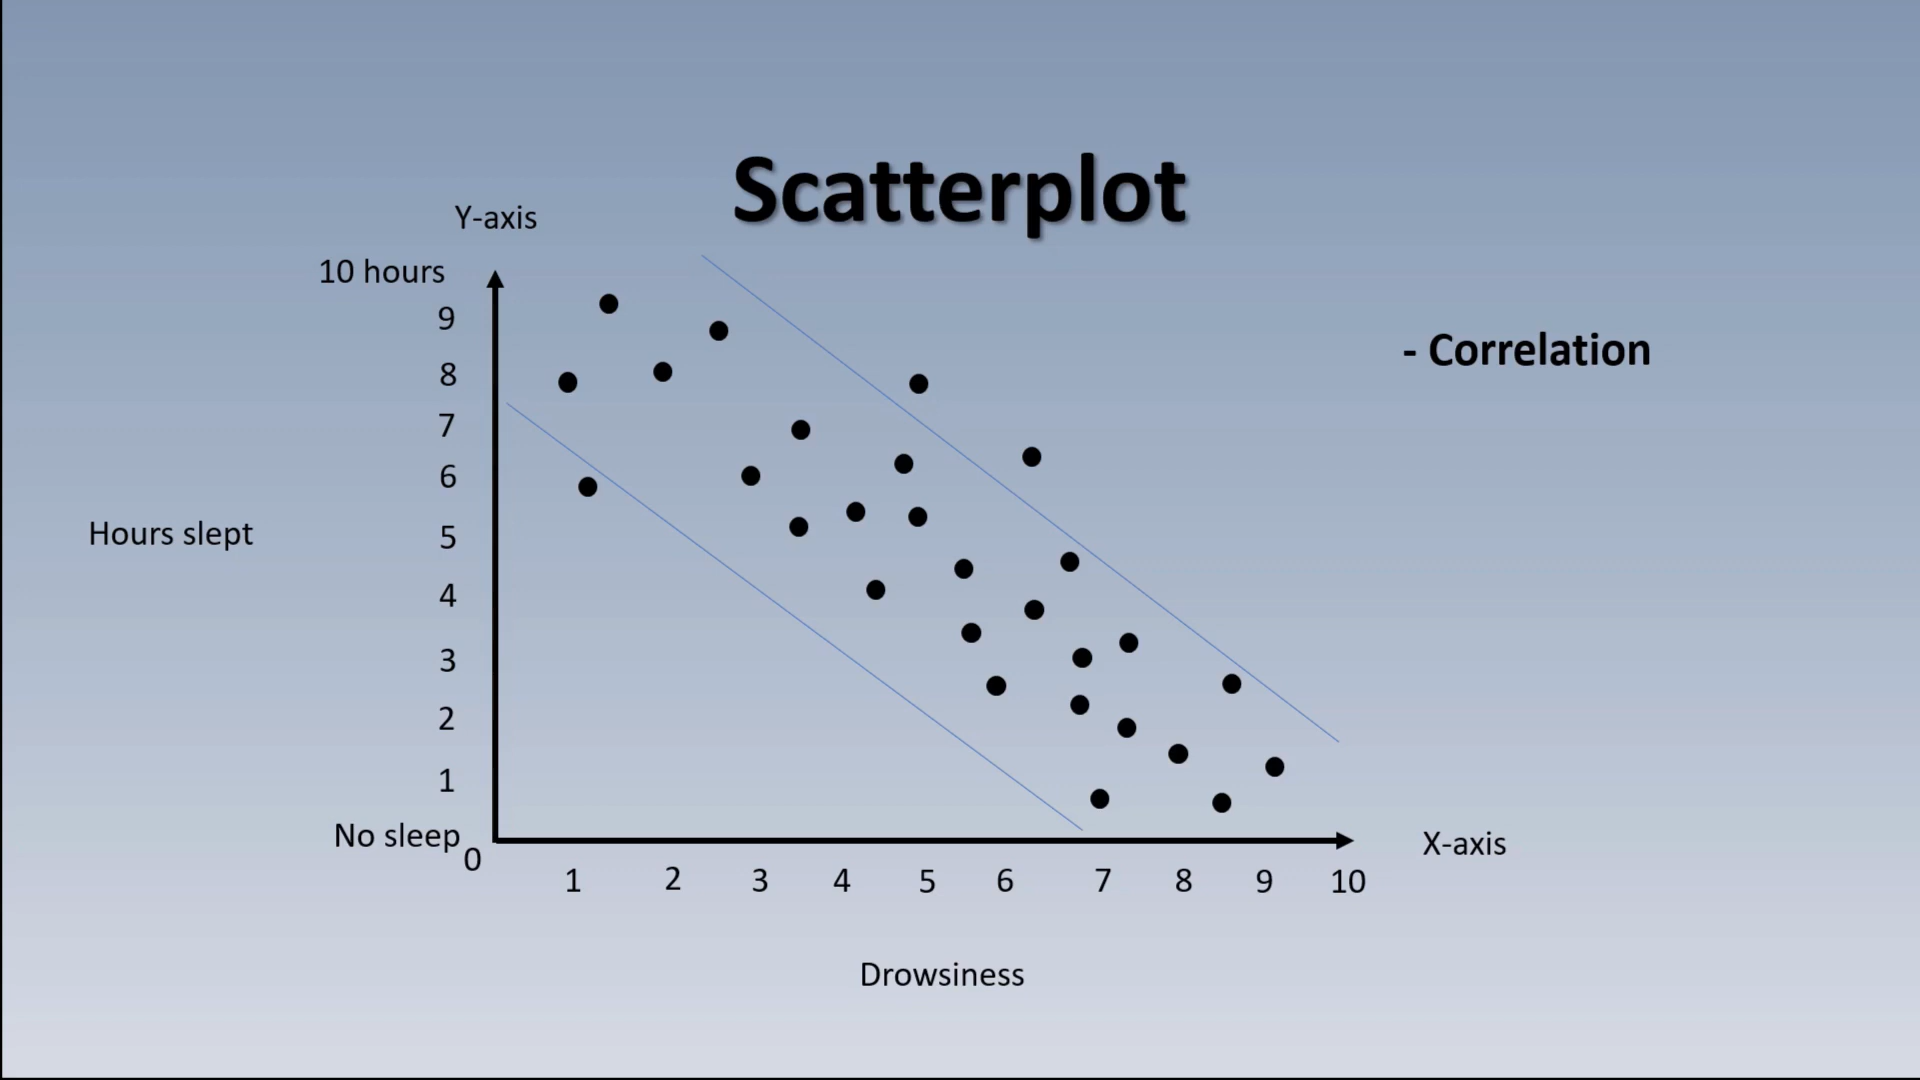 Scatterplot
Y-axis
10 hours
9
- Correlation
8
7
6
Hours slept
5
4
3
2
1
No sleep
0
X-axis
1 2 3 4 5 6 7 8 9 10
Drowsiness